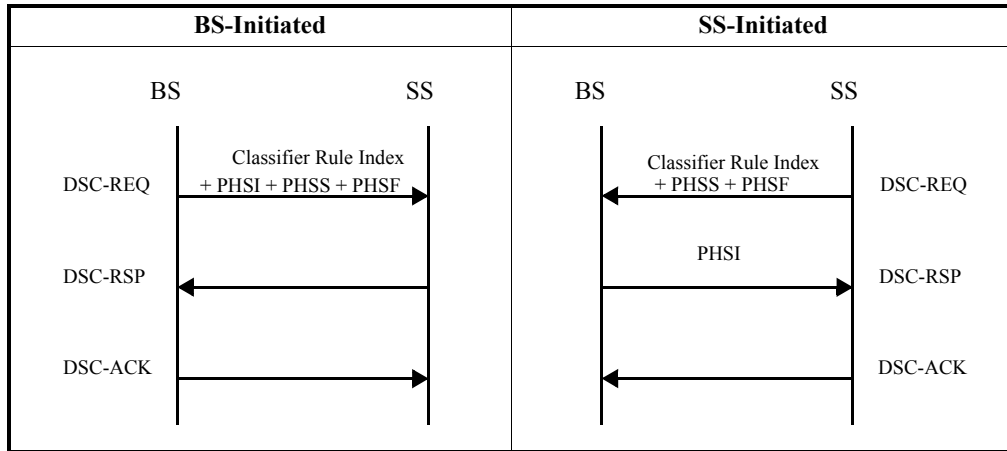 BS-Initiated
SS-Initiated
BS
SS
BS
SS
Classifier Rule Index
+ PHSI + PHSS + PHSF
DSC-REQ
Classifier Rule Index
+ PHSS + PHSF
DSC-REQ
DSC-RSP
PHSI
DSC-RSP
DSC-ACK
DSC-ACK